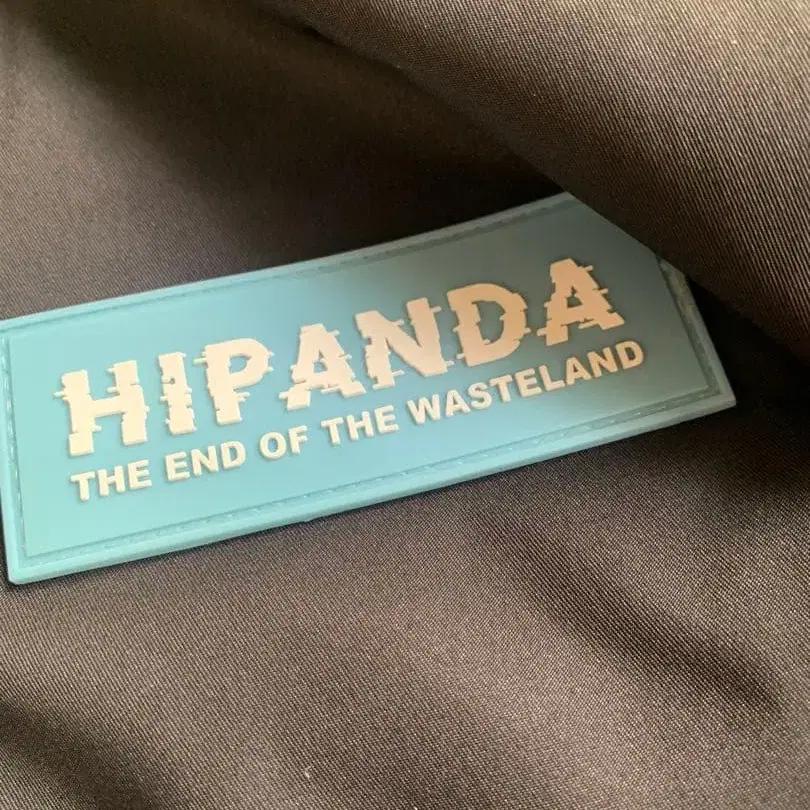 HIPANDA
THE END OF THE WASTELAND